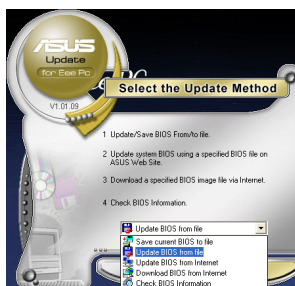 ASUS
Update
for Eee Pc
V1.01.09
Select the Update Method
1 Update/Save BIOS From/to file.
2 Update system BIOS using a specified BIOS file on
ASUS Web Site.
3 Download a specified BIOS image file via Internet.
4 Check BIOS Information.
Update BIOS from file
Save current BIOS to file
Update BIOS from file
Update BIOS from Internet
Download BIOS from Internet
Check BIOS Information